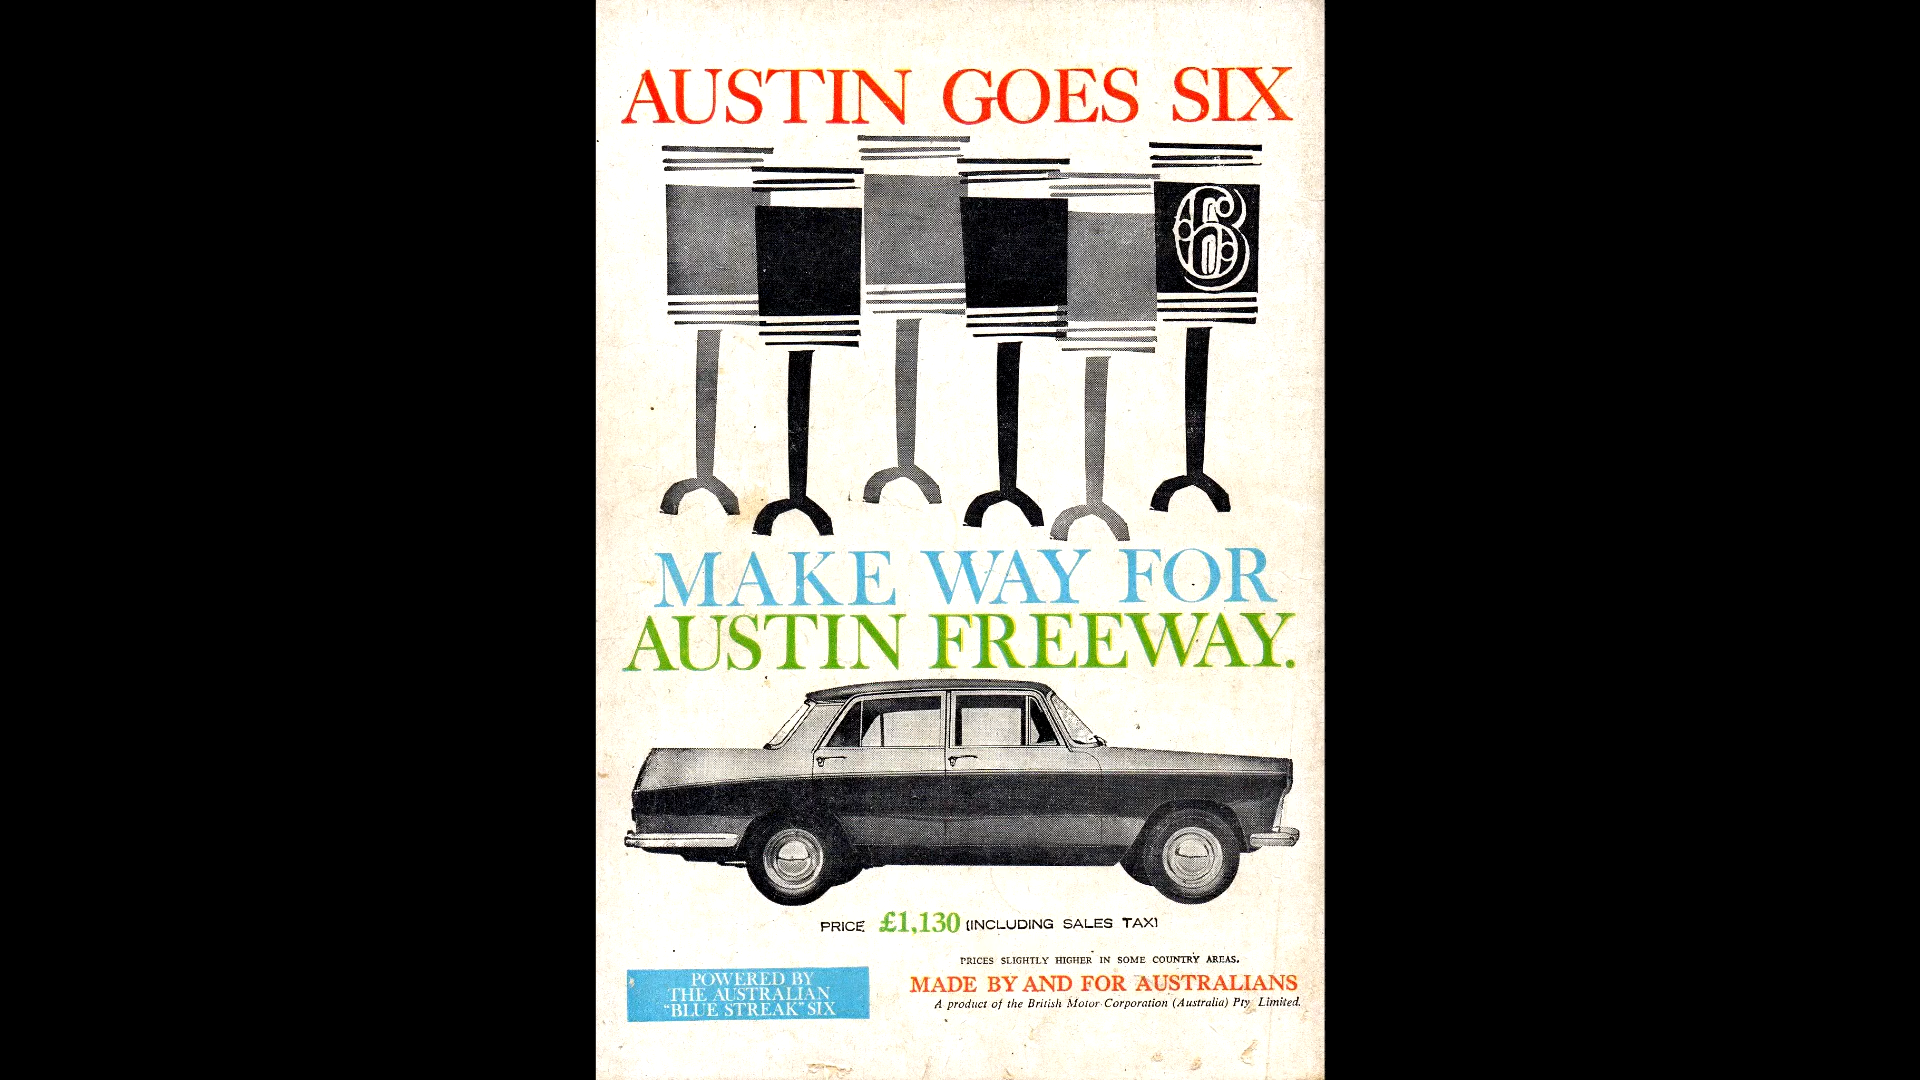 AUSTIN GOES SIX
6
MAKE WAY FOR
AUSTIN FREEWAY.
PRICE £1,130 (INCLUDING SALES TAX)
PRICES SLIGHTLY HIGHER IN SOME COUNTRY AREAS.
POWERED BY
THE AUSTRALIAN
"BLUE STREAK" SIX
MADE BY AND FOR AUSTRALIANS
A product of the British Motor Corporation (Australia) Pty. Limited.